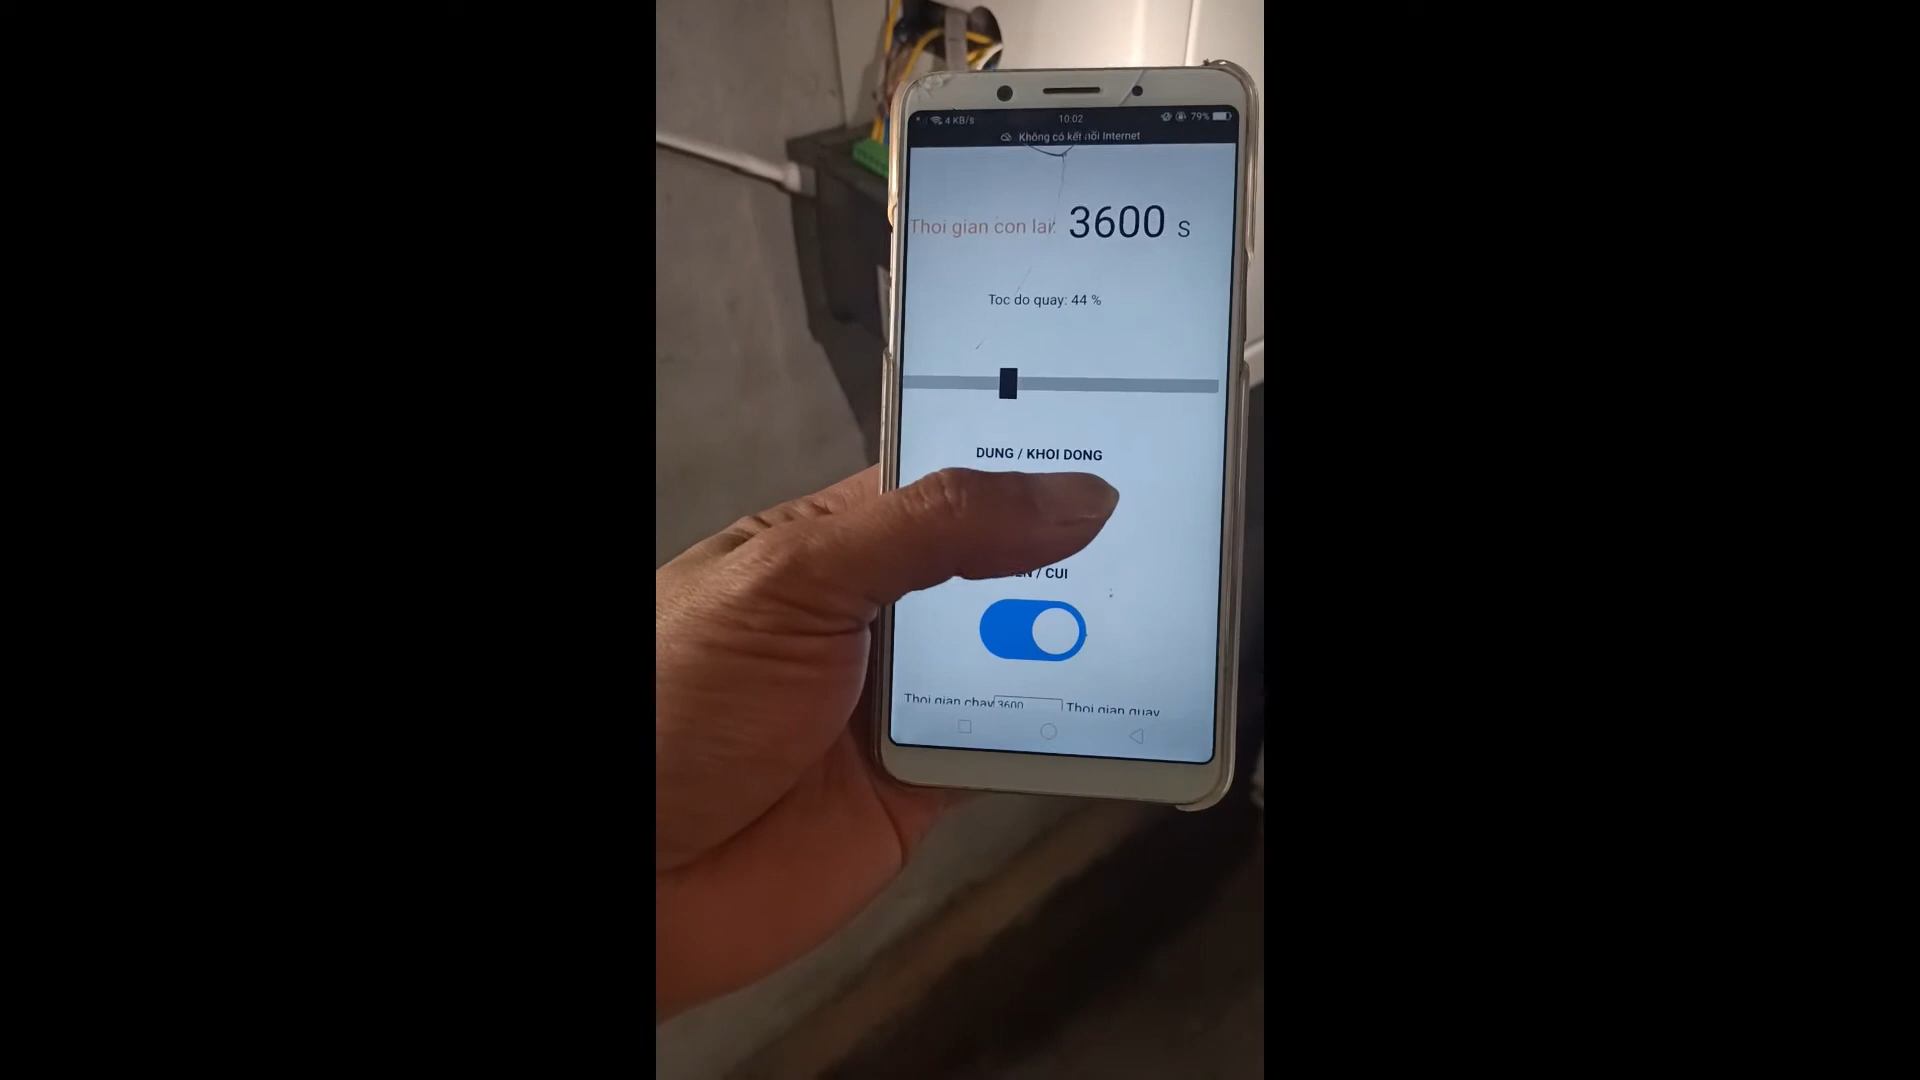 4 KB/s 10:02 79%
Không có kết nối Internet
Thoi gian con lai: 3600 s
Toc do quay: 44 %
DUNG / KHOI DONG
/ CUI
Thoi gian chay 3600 Thoi gian quay